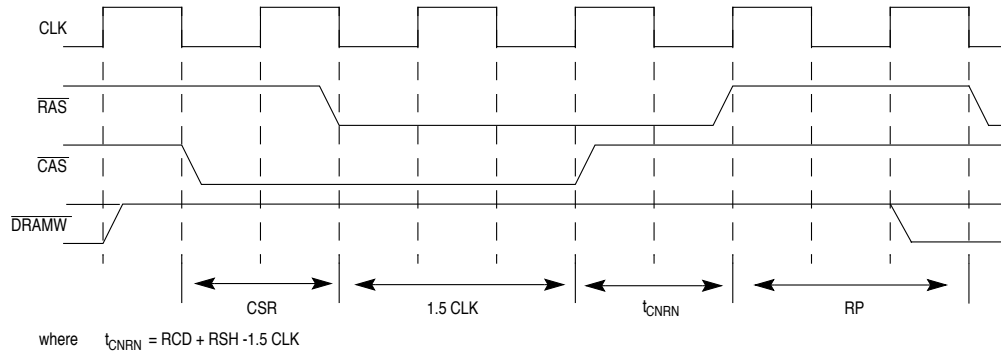 CLK
RAS
CAS
DRAMW
CSR
1.5 CLK
tCNRN
RP
where tCNRN = RCD + RSH -1.5 CLK